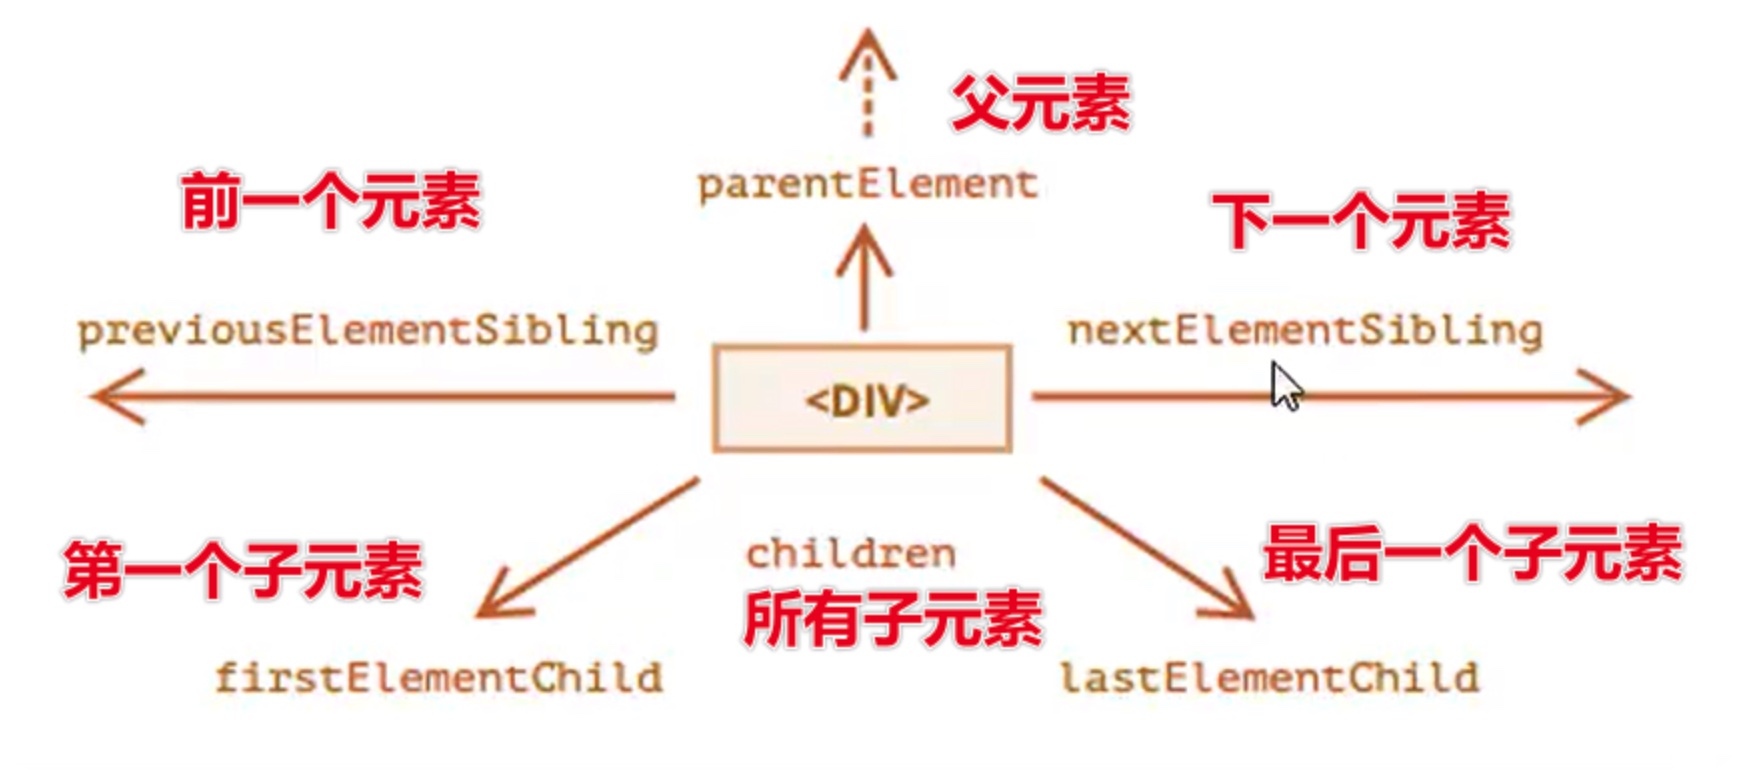 父元素
parentElement
前一个元素
下一个元素
previousElementSibling
nextElementSibling
<DIV>
第一个子元素
children
所有子元素
最后一个子元素
firstElementChild
lastElementChild